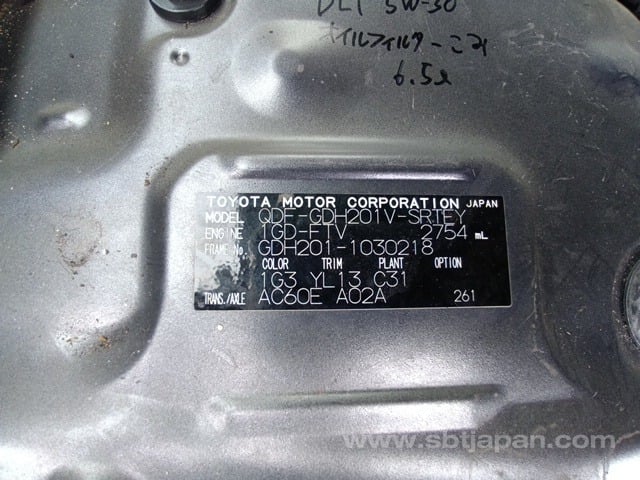 DL1 5W-30
オイルフィルターこみ
6.5ℓ
TOYOTA MOTOR CORPORATION JAPAN
MODEL QDF-GDH201V-SRTEY
ENGINE 1GD-FTV 2754 mL
FRAME No. GDH201-1030218
COLOR TRIM PLANT OPTION
1G3 YL13 C31
TRANS./AXLE AC60E A02A 261
www.sbtjapan.com